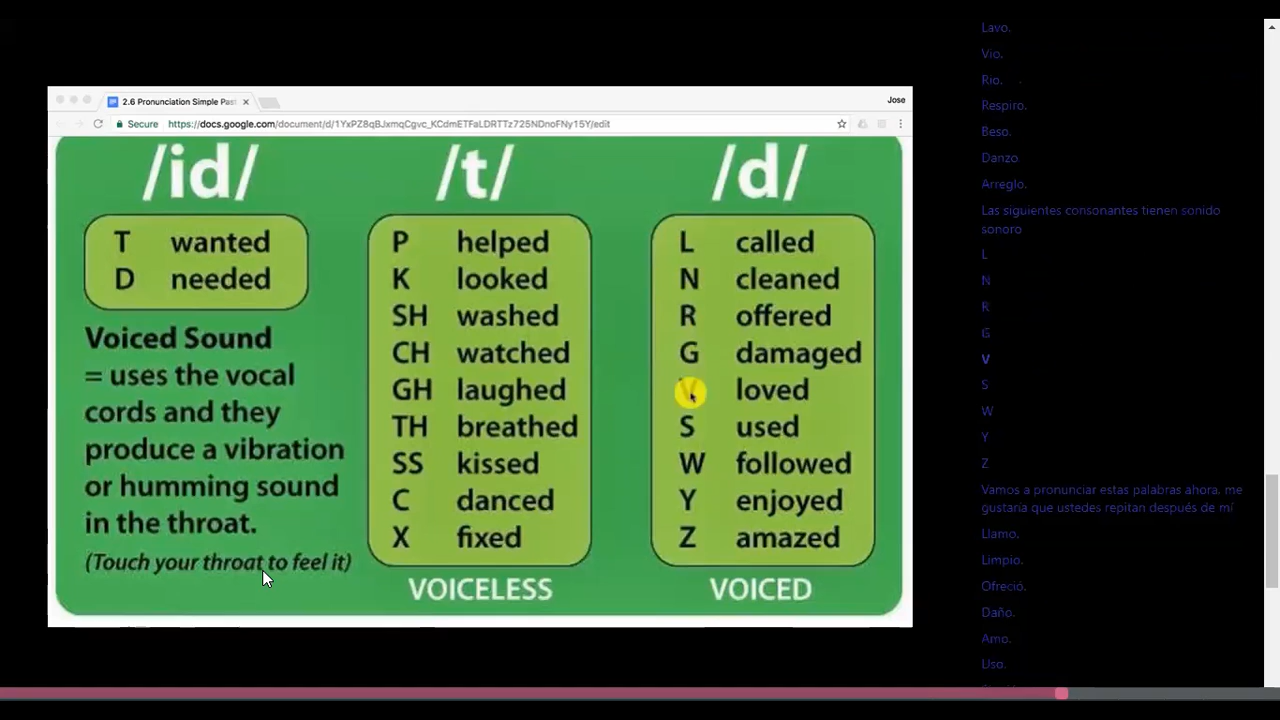 2.6 Pronunciation Simple Pas
Jose
Secure https://docs.google.com/document/d/1YxPZ8qBJxmqCgvc_KCdmETFaLDRTTz725NDnoFNy15Y/edit
/id/
T wanted
D needed
Voiced Sound
= uses the vocal
cords and they
produce a vibration
or humming sound
in the throat.
(Touch your throat to feel it)
/t/
P helped
K looked
SH washed
CH watched
GH laughed
TH breathed
SS kissed
C danced
X fixed
VOICELESS
/d/
L called
N cleaned
R offered
G damaged
V loved
S used
W followed
Y enjoyed
Z amazed
VOICED
Lavo.
Vio.
Rio.
Respiro.
Beso.
Danzo
Arreglo.
Las siguientes consonantes tienen sonido
sonoro
L
N
R
G
V
S
W
Y
Z
Vamos a pronunciar estas palabras ahora, me
gustaría que ustedes repitan después de mí
Llamo.
Limpio.
Ofreció.
Daño.
Amo.
Uso.